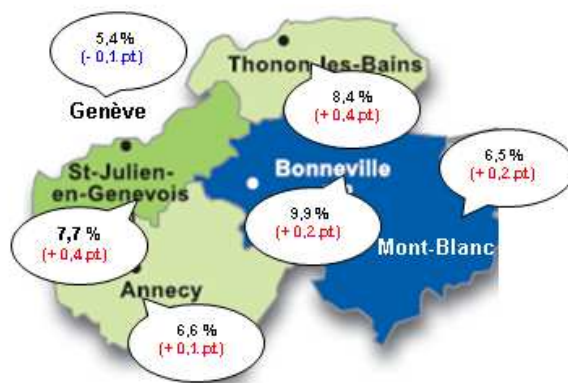 5,4 %
(- 0,1 pt)
Thonon-les-Bains
8,4 %
(+ 0,4 pt)
Genève
St-Julien-
en-Genevois
Bonneville
6,5 %
(+ 0,2 pt)
7,7 %
(+ 0,4 pt)
9,9 %
(+ 0,2 pt)
Mont-Blanc
Annecy
6,6 %
(+ 0,1 pt)